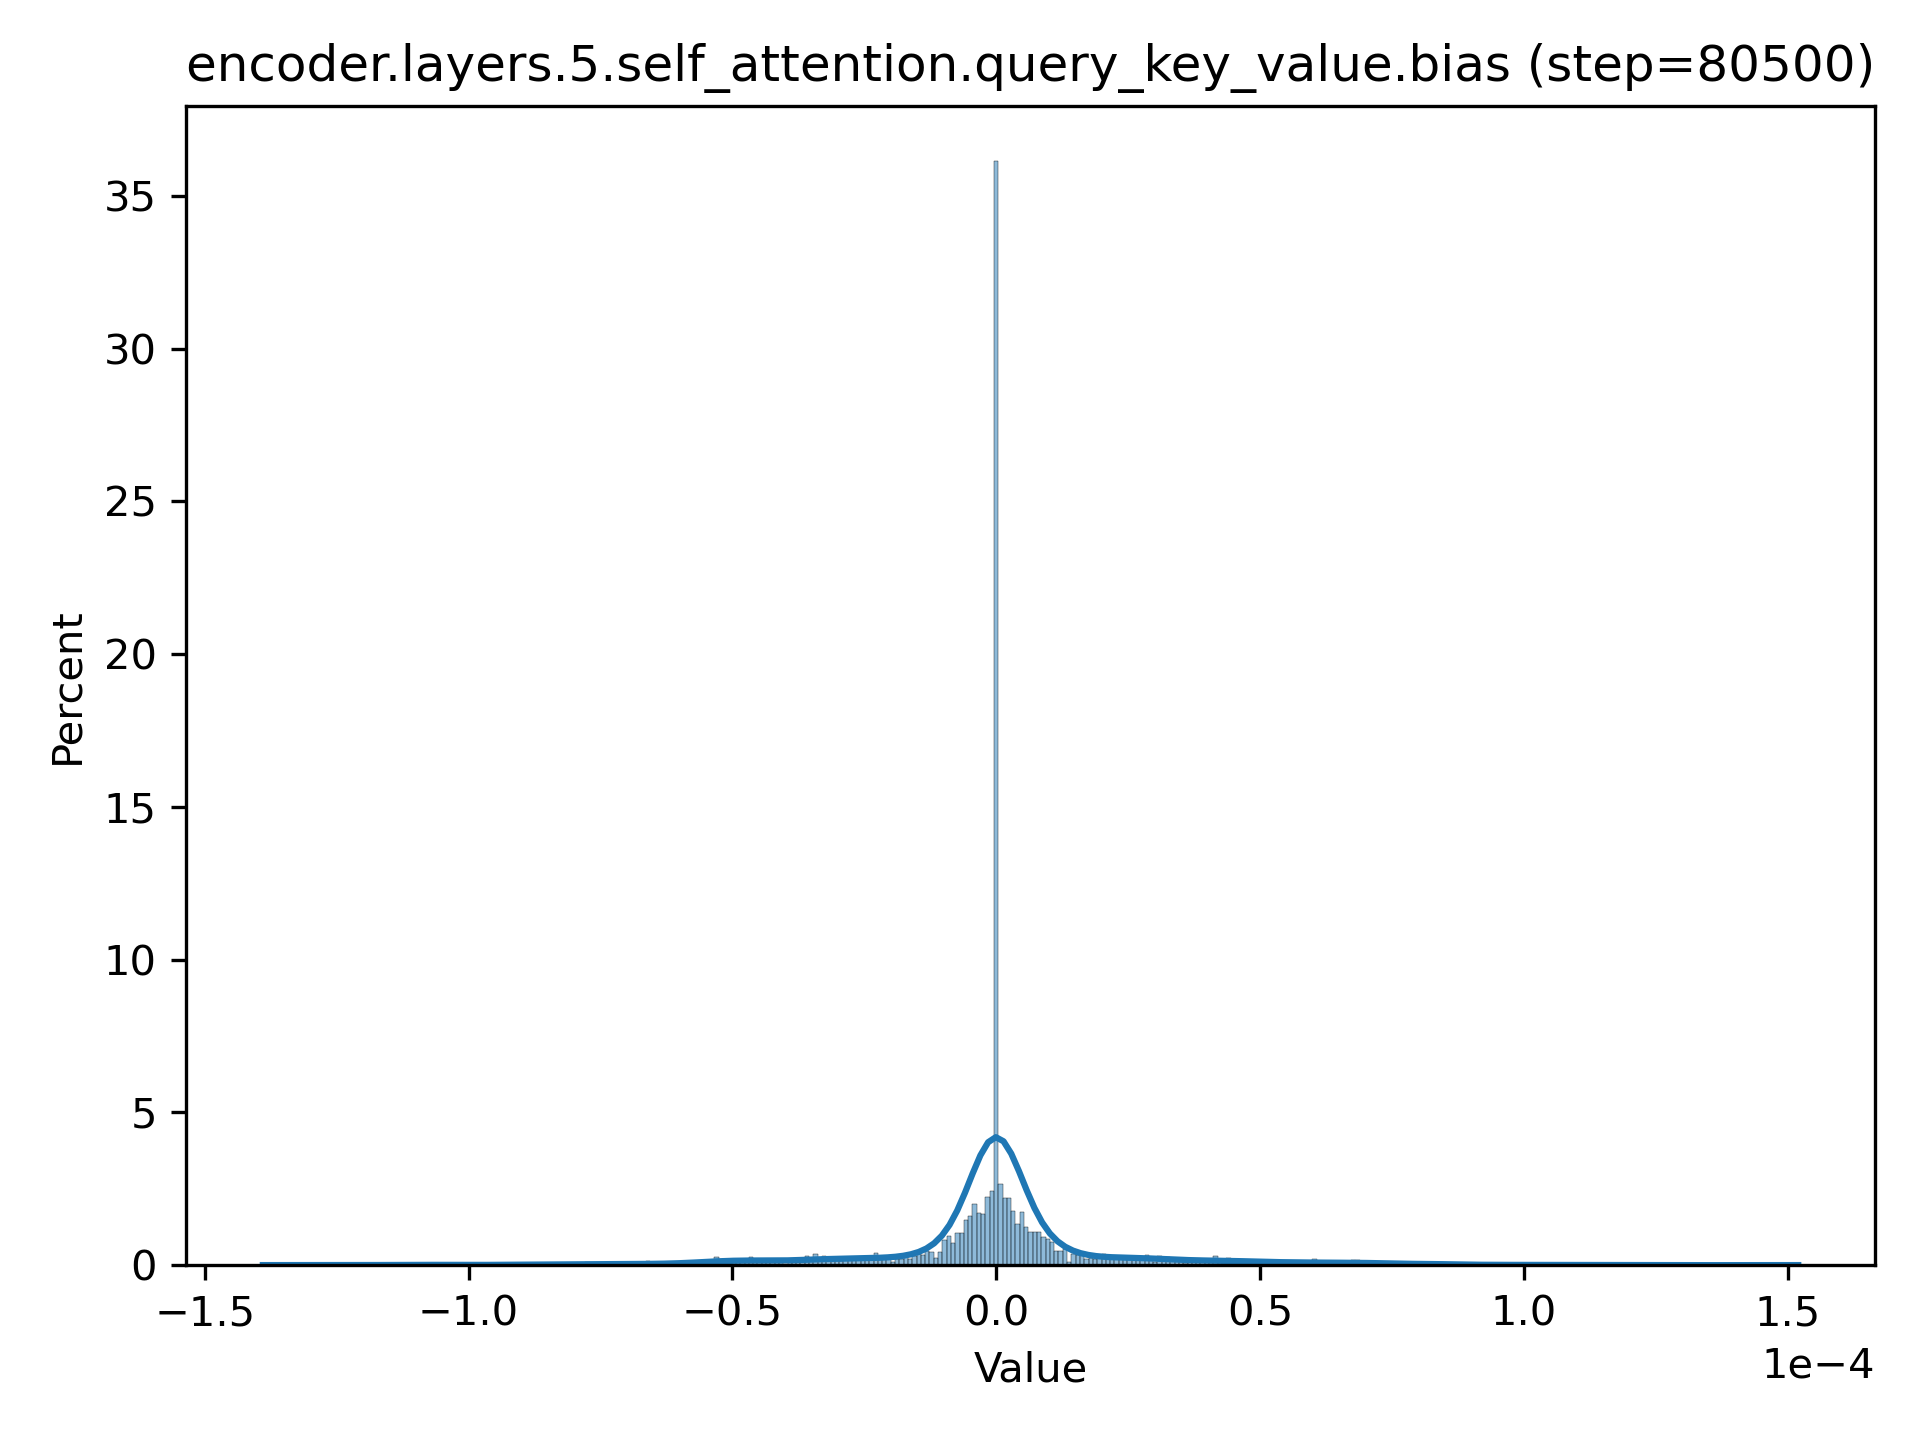 encoder.layers.5.self_attention.query_key_value.bias (step=80500)
35
30
25
20
15
10
5
0
Percent
−1.5 −1.0 −0.5 0.0 0.5 1.0 1.5
1e−4
Value